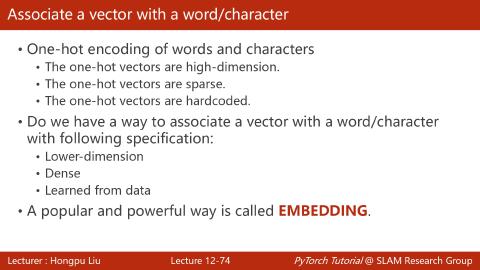 Associate a vector with a word/character
• One-hot encoding of words and characters
• The one-hot vectors are high-dimension.
• The one-hot vectors are sparse.
• The one-hot vectors are hardcoded.
• Do we have a way to associate a vector with a word/character
with following specification:
• Lower-dimension
• Dense
• Learned from data
• A popular and powerful way is called EMBEDDING.
Lecturer : Hongpu Liu Lecture 12-74 PyTorch Tutorial @ SLAM Research Group